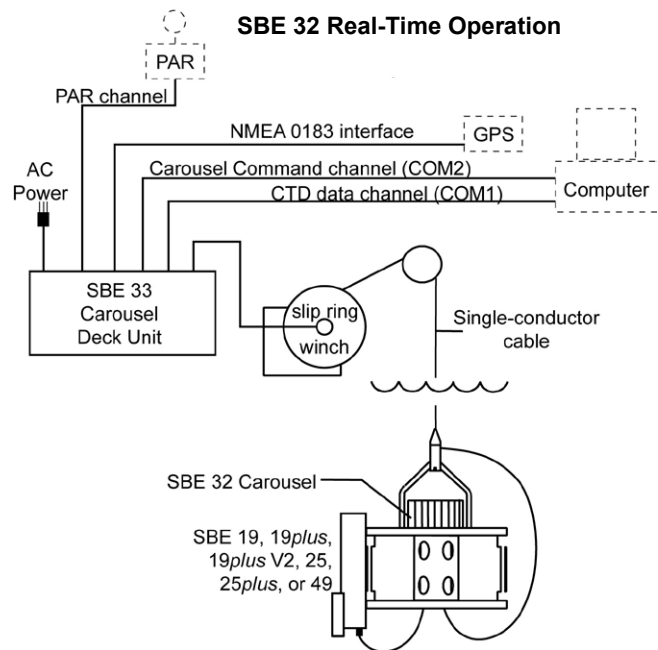 SBE 32 Real-Time Operation
PAR
PAR channel
NMEA 0183 interface
GPS
Carousel Command channel (COM2)
CTD data channel (COM1)
Computer
AC
Power
SBE 33
Carousel
Deck Unit
slip ring
winch
Single-conductor
cable
SBE 32 Carousel
SBE 19, 19plus,
19plus V2, 25,
25plus, or 49